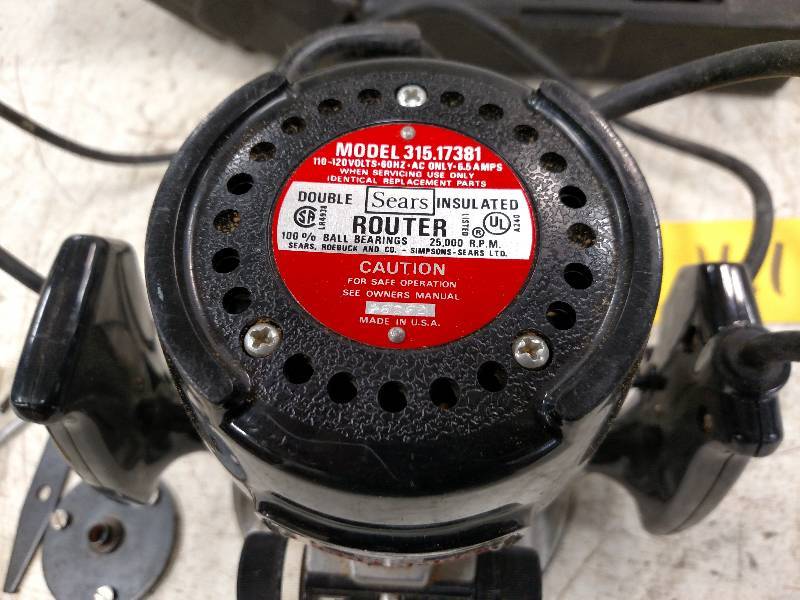 MODEL 315.17381
110-120VOLTS•60HZ•AC ONLY•6.5AMPS
WHEN SERVICING USE ONLY
IDENTICAL REPLACEMENT PARTS
DOUBLE Sears INSULATED
ROUTER
LISTED
100% BALL BEARINGS 25,000 R.P.M.
SEARS, ROEBUCK AND CO. - SIMPSONS-SEARS LTD.
CAUTION
FOR SAFE OPERATION
SEE OWNERS MANUAL
MADE IN U.S.A.